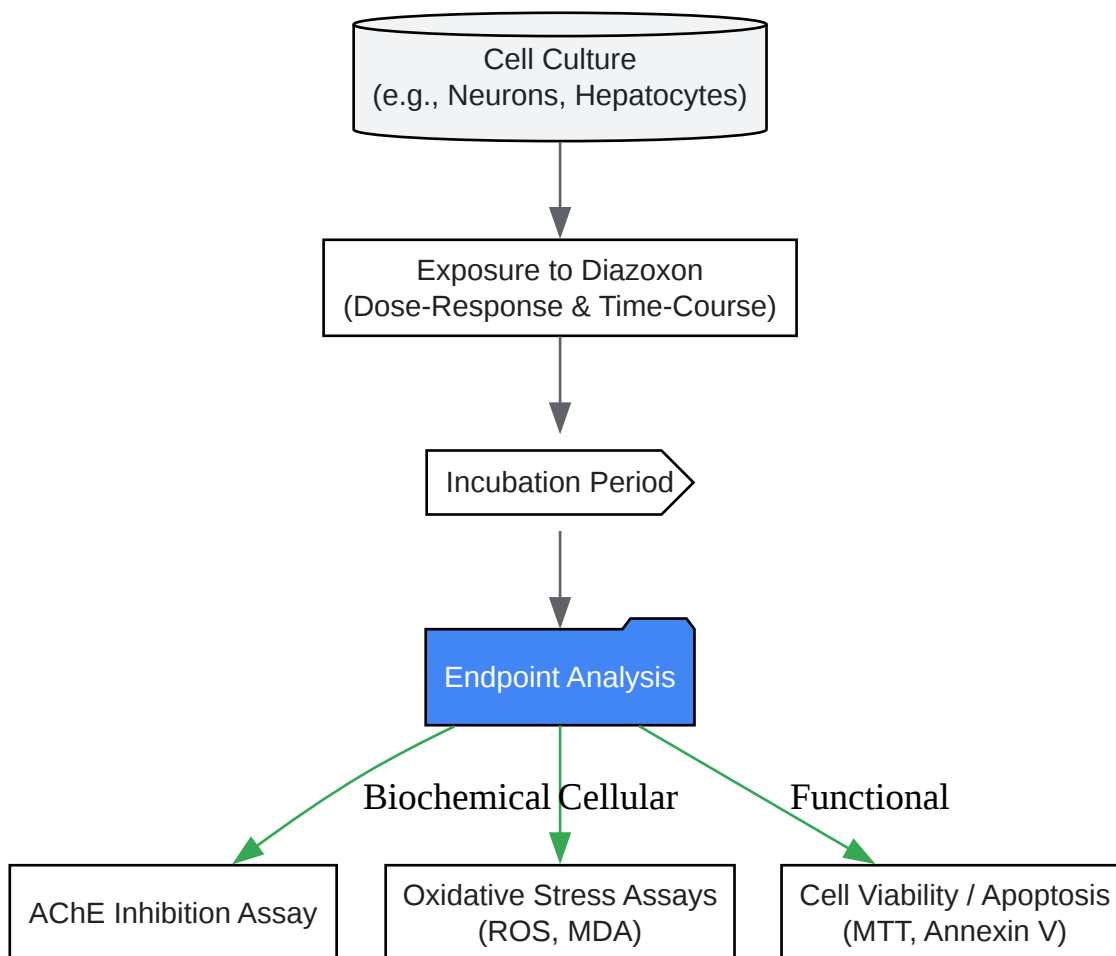 Cell Culture
(e.g., Neurons, Hepatocytes)
Exposure to Diazoxon
(Dose-Response & Time-Course)
Incubation Period
Endpoint Analysis
Biochemical
Cellular
Functional
AChE Inhibition Assay
Oxidative Stress Assays
(ROS, MDA)
Cell Viability / Apoptosis
(MTT, Annexin V)